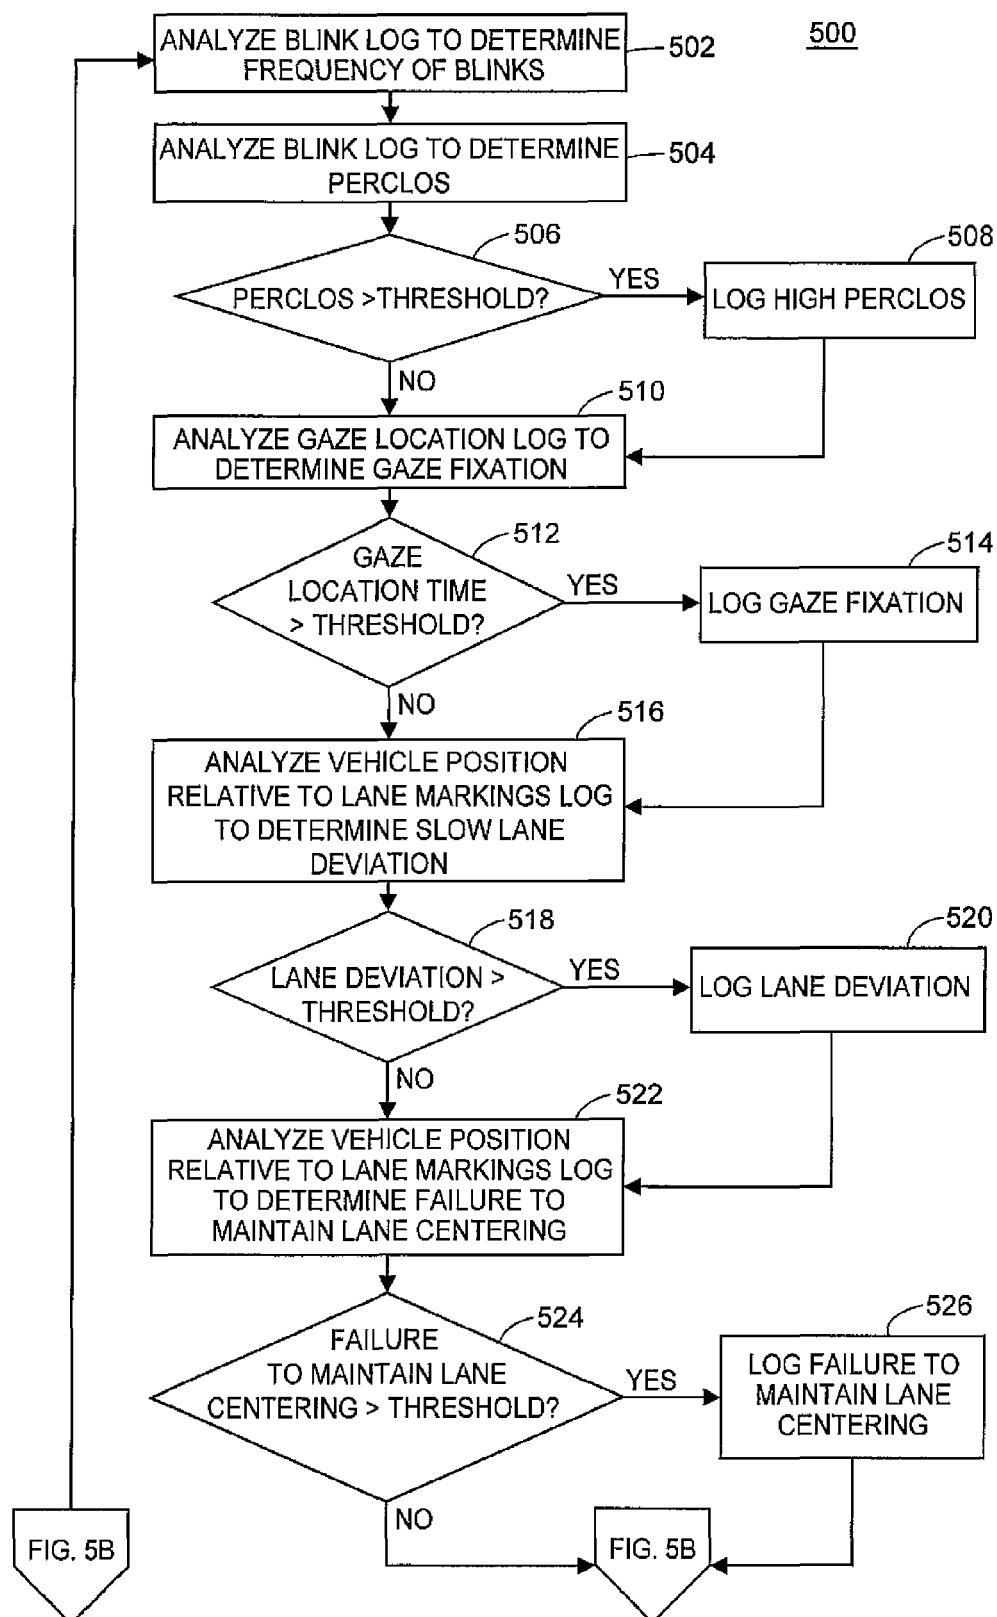 500
ANALYZE BLINK LOG TO DETERMINE
FREQUENCY OF BLINKS
502
ANALYZE BLINK LOG TO DETERMINE
PERCLOS
504
506
PERCLOS >THRESHOLD?
YES
508
LOG HIGH PERCLOS
NO
510
ANALYZE GAZE LOCATION LOG TO
DETERMINE GAZE FIXATION
512
GAZE
LOCATION TIME
> THRESHOLD?
YES
514
LOG GAZE FIXATION
NO
516
ANALYZE VEHICLE POSITION
RELATIVE TO LANE MARKINGS LOG
TO DETERMINE SLOW LANE
DEVIATION
518
LANE DEVIATION >
THRESHOLD?
YES
520
LOG LANE DEVIATION
NO
522
ANALYZE VEHICLE POSITION
RELATIVE TO LANE MARKINGS LOG
TO DETERMINE FAILURE TO
MAINTAIN LANE CENTERING
524
FAILURE
TO MAINTAIN LANE
CENTERING > THRESHOLD?
YES
526
LOG FAILURE TO
MAINTAIN LANE
CENTERING
NO
FIG. 5B
FIG. 5B